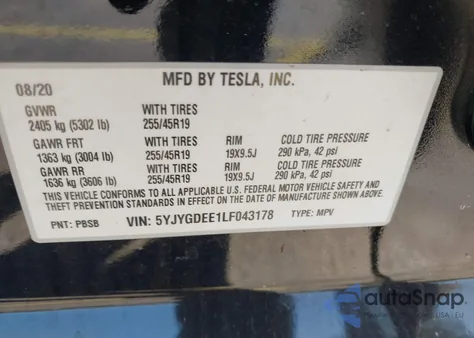 MFD BY TESLA, INC.
08/20
GVWR WITH TIRES
2405 kg (5302 lb) 255/45R19
GAWR FRT WITH TIRES RIM COLD TIRE PRESSURE
1363 kg (3004 lb) 255/45R19 19X9.5J 290 kPa, 42 psi
GAWR RR WITH TIRES RIM COLD TIRE PRESSURE
1636 kg (3606 lb) 255/45R19 19X9.5J 290 kPa, 42 psi
THIS VEHICLE CONFORMS TO ALL APPLICABLE U.S. FEDERAL MOTOR VEHICLE SAFETY AND
THEFT PREVENTION STANDARDS IN EFFECT ON THE DATE OF MANUFACTURE SHOWN ABOVE.
PNT: PBSB VIN: 5YJYGDEE1LF043178 TYPE: MPV
autoSnap
USA | EU